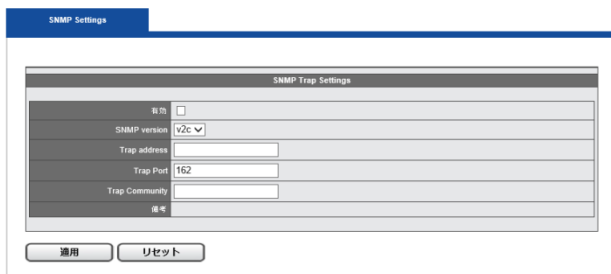 SNMP Settings
SNMP Trap Settings
有効
SNMP version v2c
Trap address
Trap Port 162
Trap Community
備考
適用 リセット